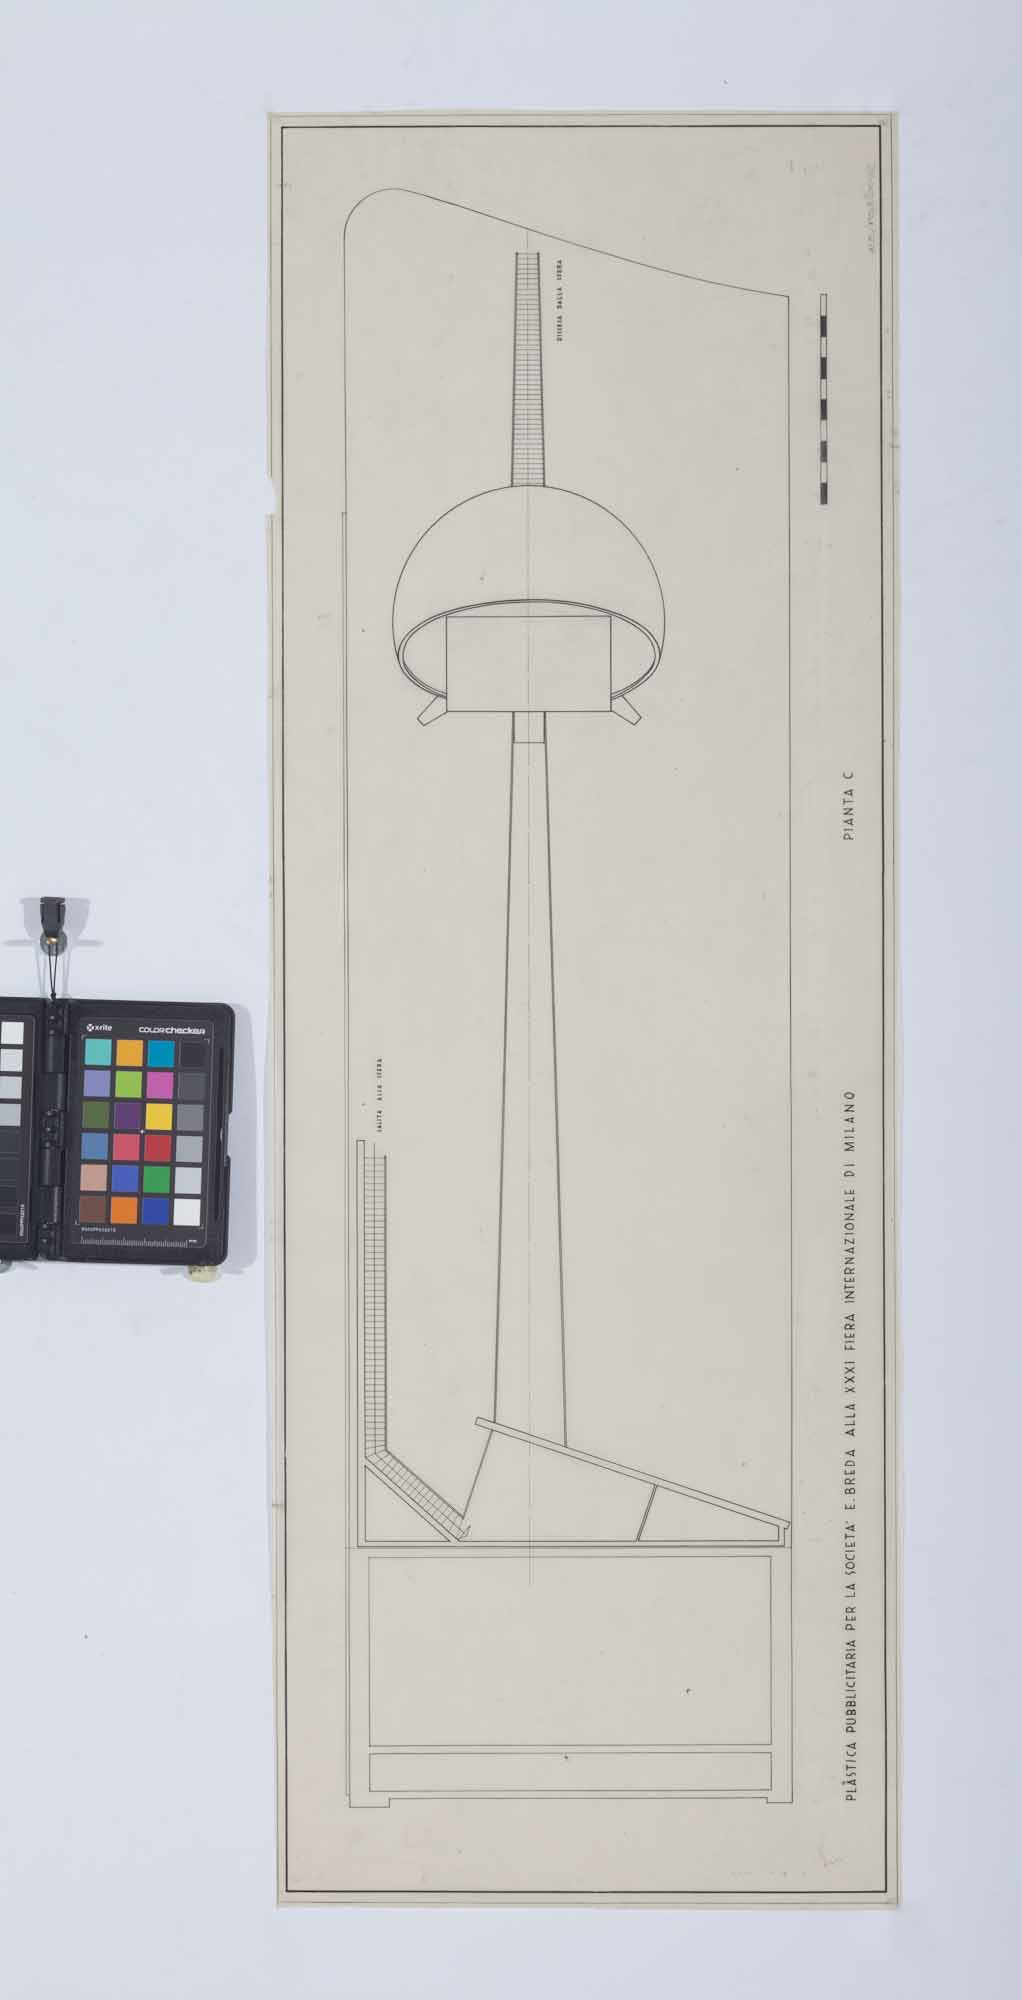 PLASTICA PUBBLICITARIA PER LA SOCIETA' E. BREDA ALLA XXXI FIERA INTERNAZIONALE DI MILANO
PIANTA C
SALITA ALLA SFERA
DISCESA DALLA SFERA
x-rite
COLORchecker